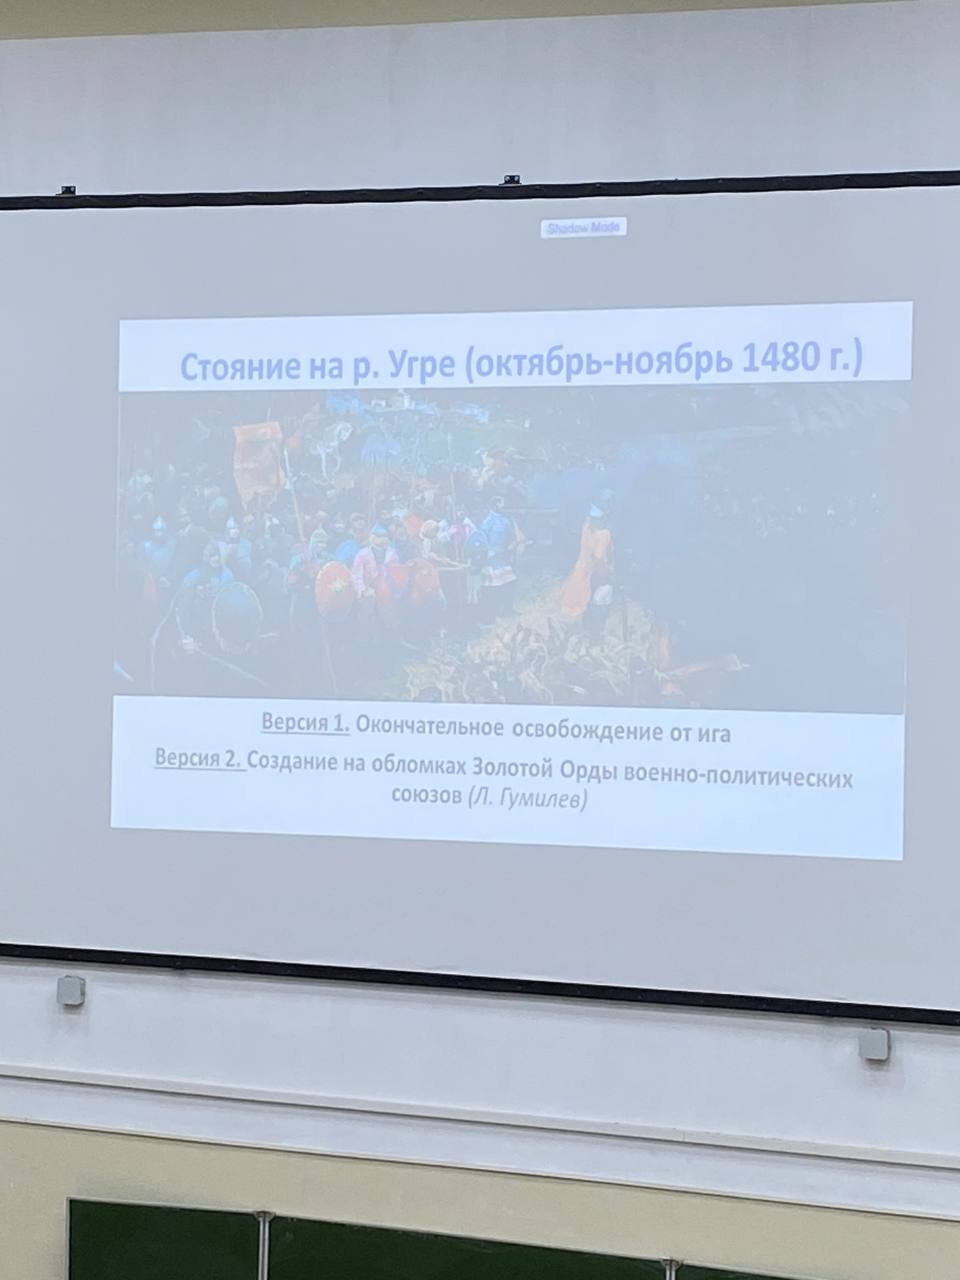 Shadow Mode
Стояние на р. Угре (октябрь-ноябрь 1480 г.)
Версия 1. Окончательное освобождение от ига
Версия 2. Создание на обломках Золотой Орды военно-политических
союзов (Л. Гумилев)